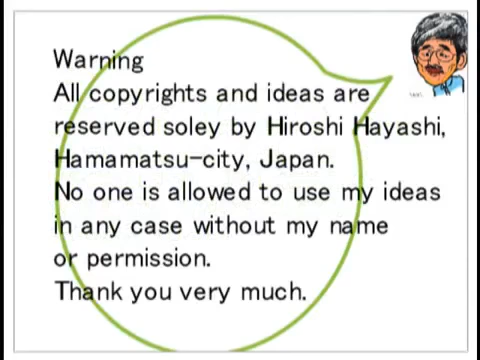 Warning
All copyrights and ideas are
reserved soley by Hiroshi Hayashi,
Hamamatsu-city, Japan.
No one is allowed to use my ideas
in any case without my name
or permission.
Thank you very much.